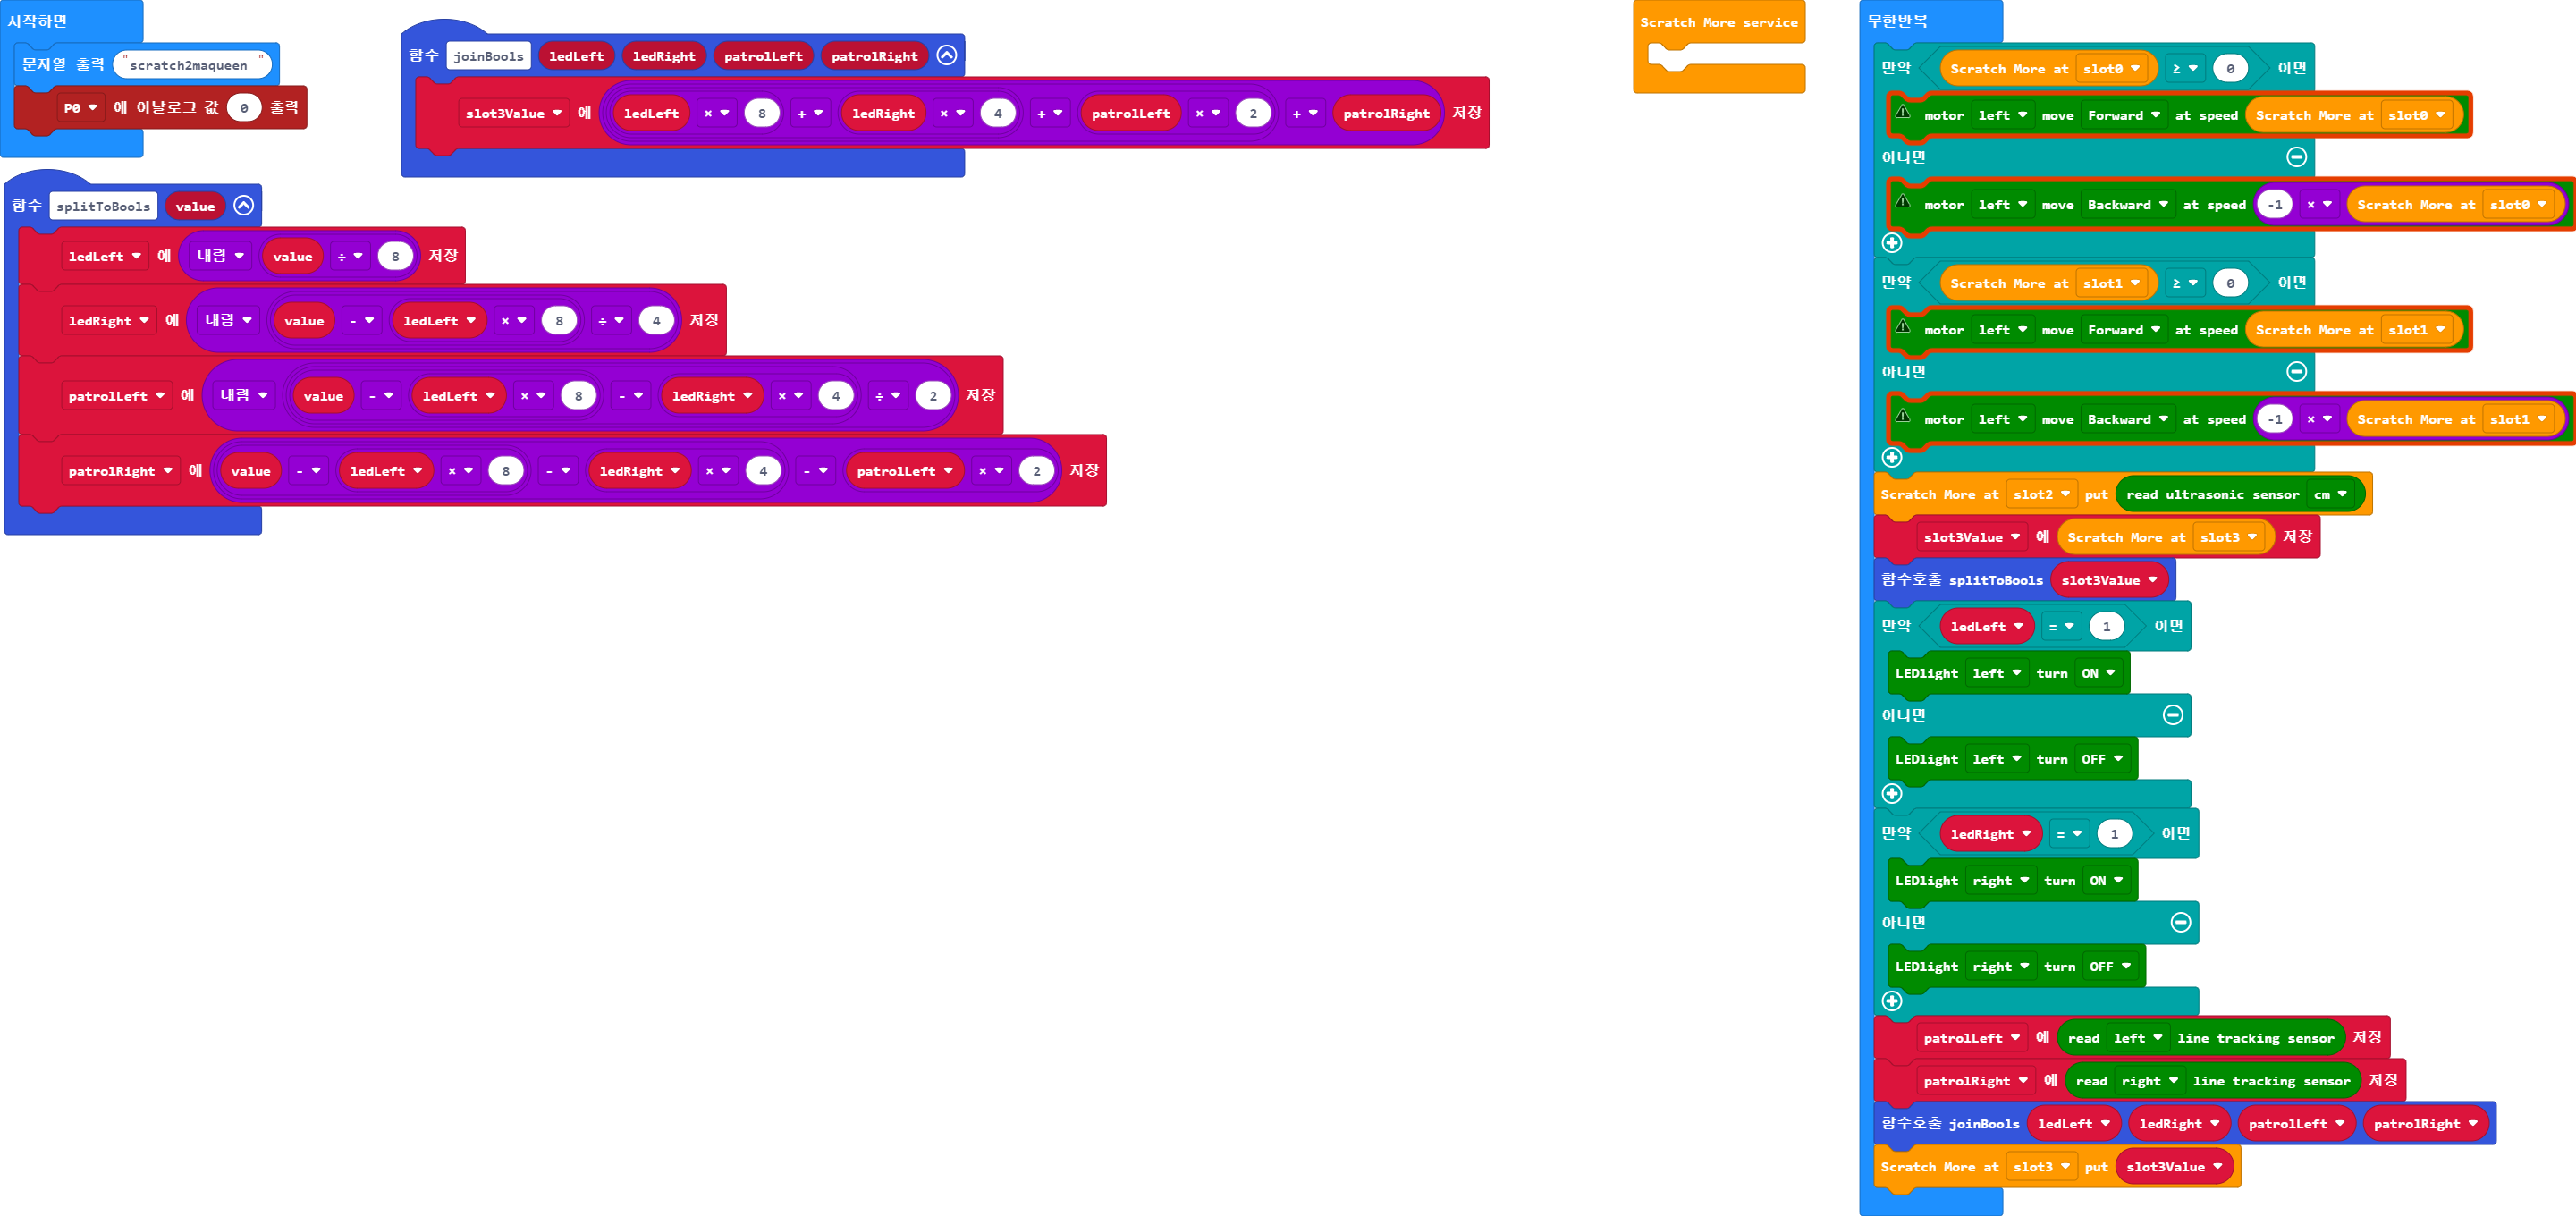 시작하면
문자열 출력 "scratch2maqueen "
P0 에 아날로그 값 0 출력
함수 joinBools ledLeft ledRight patrolLeft patrolRight
slot3Value 에 ledLeft × 8 + ledRight × 4 + patrolLeft × 2 + patrolRight 저장
함수 splitToBools value
ledLeft 에 내림 value ÷ 8 저장
ledRight 에 내림 value - ledLeft × 8 ÷ 4 저장
patrolLeft 에 내림 value - ledLeft × 8 - ledRight × 4 ÷ 2 저장
patrolRight 에 value - ledLeft × 8 - ledRight × 4 - patrolLeft × 2 저장
Scratch More service
무한반복
만약 Scratch More at slot0 ≥ 0 이면
motor left move Forward at speed Scratch More at slot0
아니면
motor left move Backward at speed -1 × Scratch More at slot0
만약 Scratch More at slot1 ≥ 0 이면
motor left move Forward at speed Scratch More at slot1
아니면
motor left move Backward at speed -1 × Scratch More at slot1
Scratch More at slot2 put read ultrasonic sensor cm
slot3Value 에 Scratch More at slot3 저장
함수호출 splitToBools slot3Value
만약 ledLeft = 1 이면
LEDlight left turn ON
아니면
LEDlight left turn OFF
만약 ledRight = 1 이면
LEDlight right turn ON
아니면
LEDlight right turn OFF
patrolLeft 에 read left line tracking sensor 저장
patrolRight 에 read right line tracking sensor 저장
함수호출 joinBools ledLeft ledRight patrolLeft patrolRight
Scratch More at slot3 put slot3Value